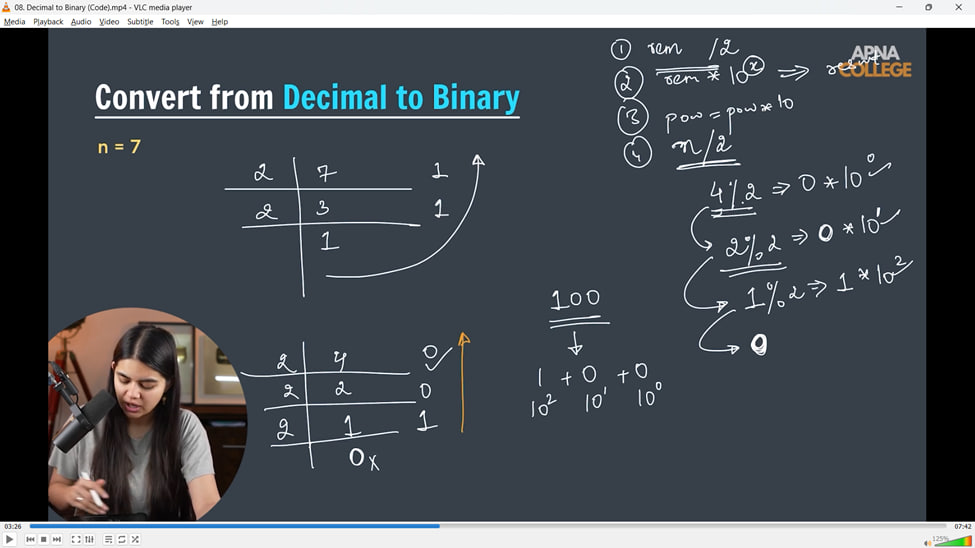 08. Decimal to Binary (Code).mp4 - VLC media player
Media Playback Audio Video Subtitle Tools View Help
Convert from Decimal to Binary
APNA
COLLEGE
n = 7
① rem /2
② rem * 10^x ⇒
③ pow = pow * 10
④ n/2
2 7 1
2 3 1
1
4 % 2 ⇒ 0 * 10^0 ✓
2 % 2 ⇒ 0 * 10^1 ✓
1 % 2 ⇒ 1 * 10^2 ✓
0
100
↓
1 + 0 + 0
10^2 10^1 10^0
2 4 0 ✓
2 2 0
2 1 1
0 x
03:26
07:42
125%